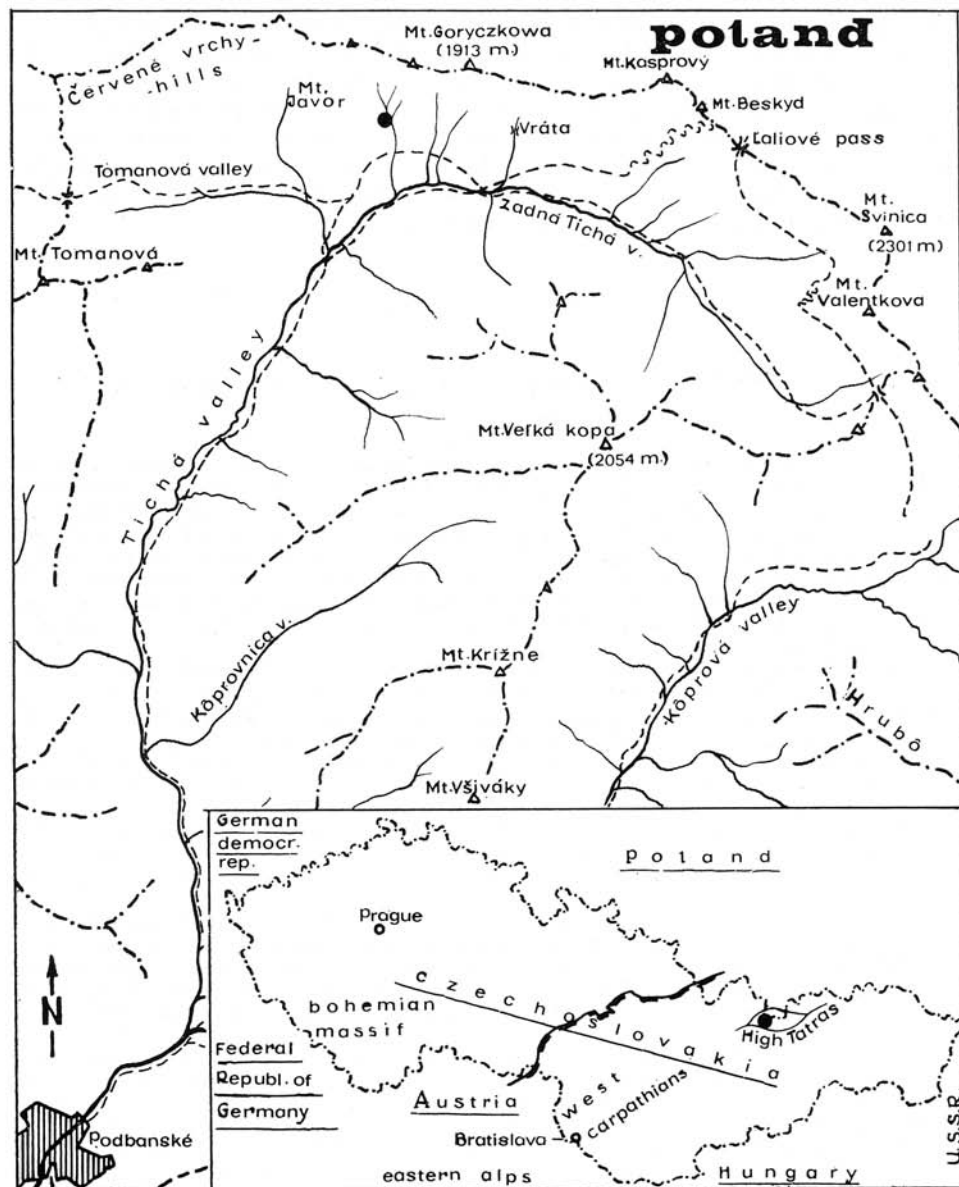 poland
Mt.Goryczkowa
(1913 m.)
Mt.Kasprový
Červené vrchy-
-hills
Mt.
Javor
Mt.Beskyd
Vráta
Ľaliové pass
Tomanová valley
Zadná Tichá v.
Mt.
Svinica
(2301 m)
Mt. Tomanová
Mt.
Valentkova
Tichá valley
Mt.Veľká kopa
(2054 m.)
Kôprovnica v.
Kôprová valley
Mt.Krížne
Hrubô
Mt.Všiváky
N
Podbanské
German
democr.
rep.
Poland
Prague
czechoslovakia
bohemian
massif
High Tatras
Federal
Republ. of
Germany
Austria
west
carpathians
Bratislava
eastern alps
Hungary
U.S.S.R